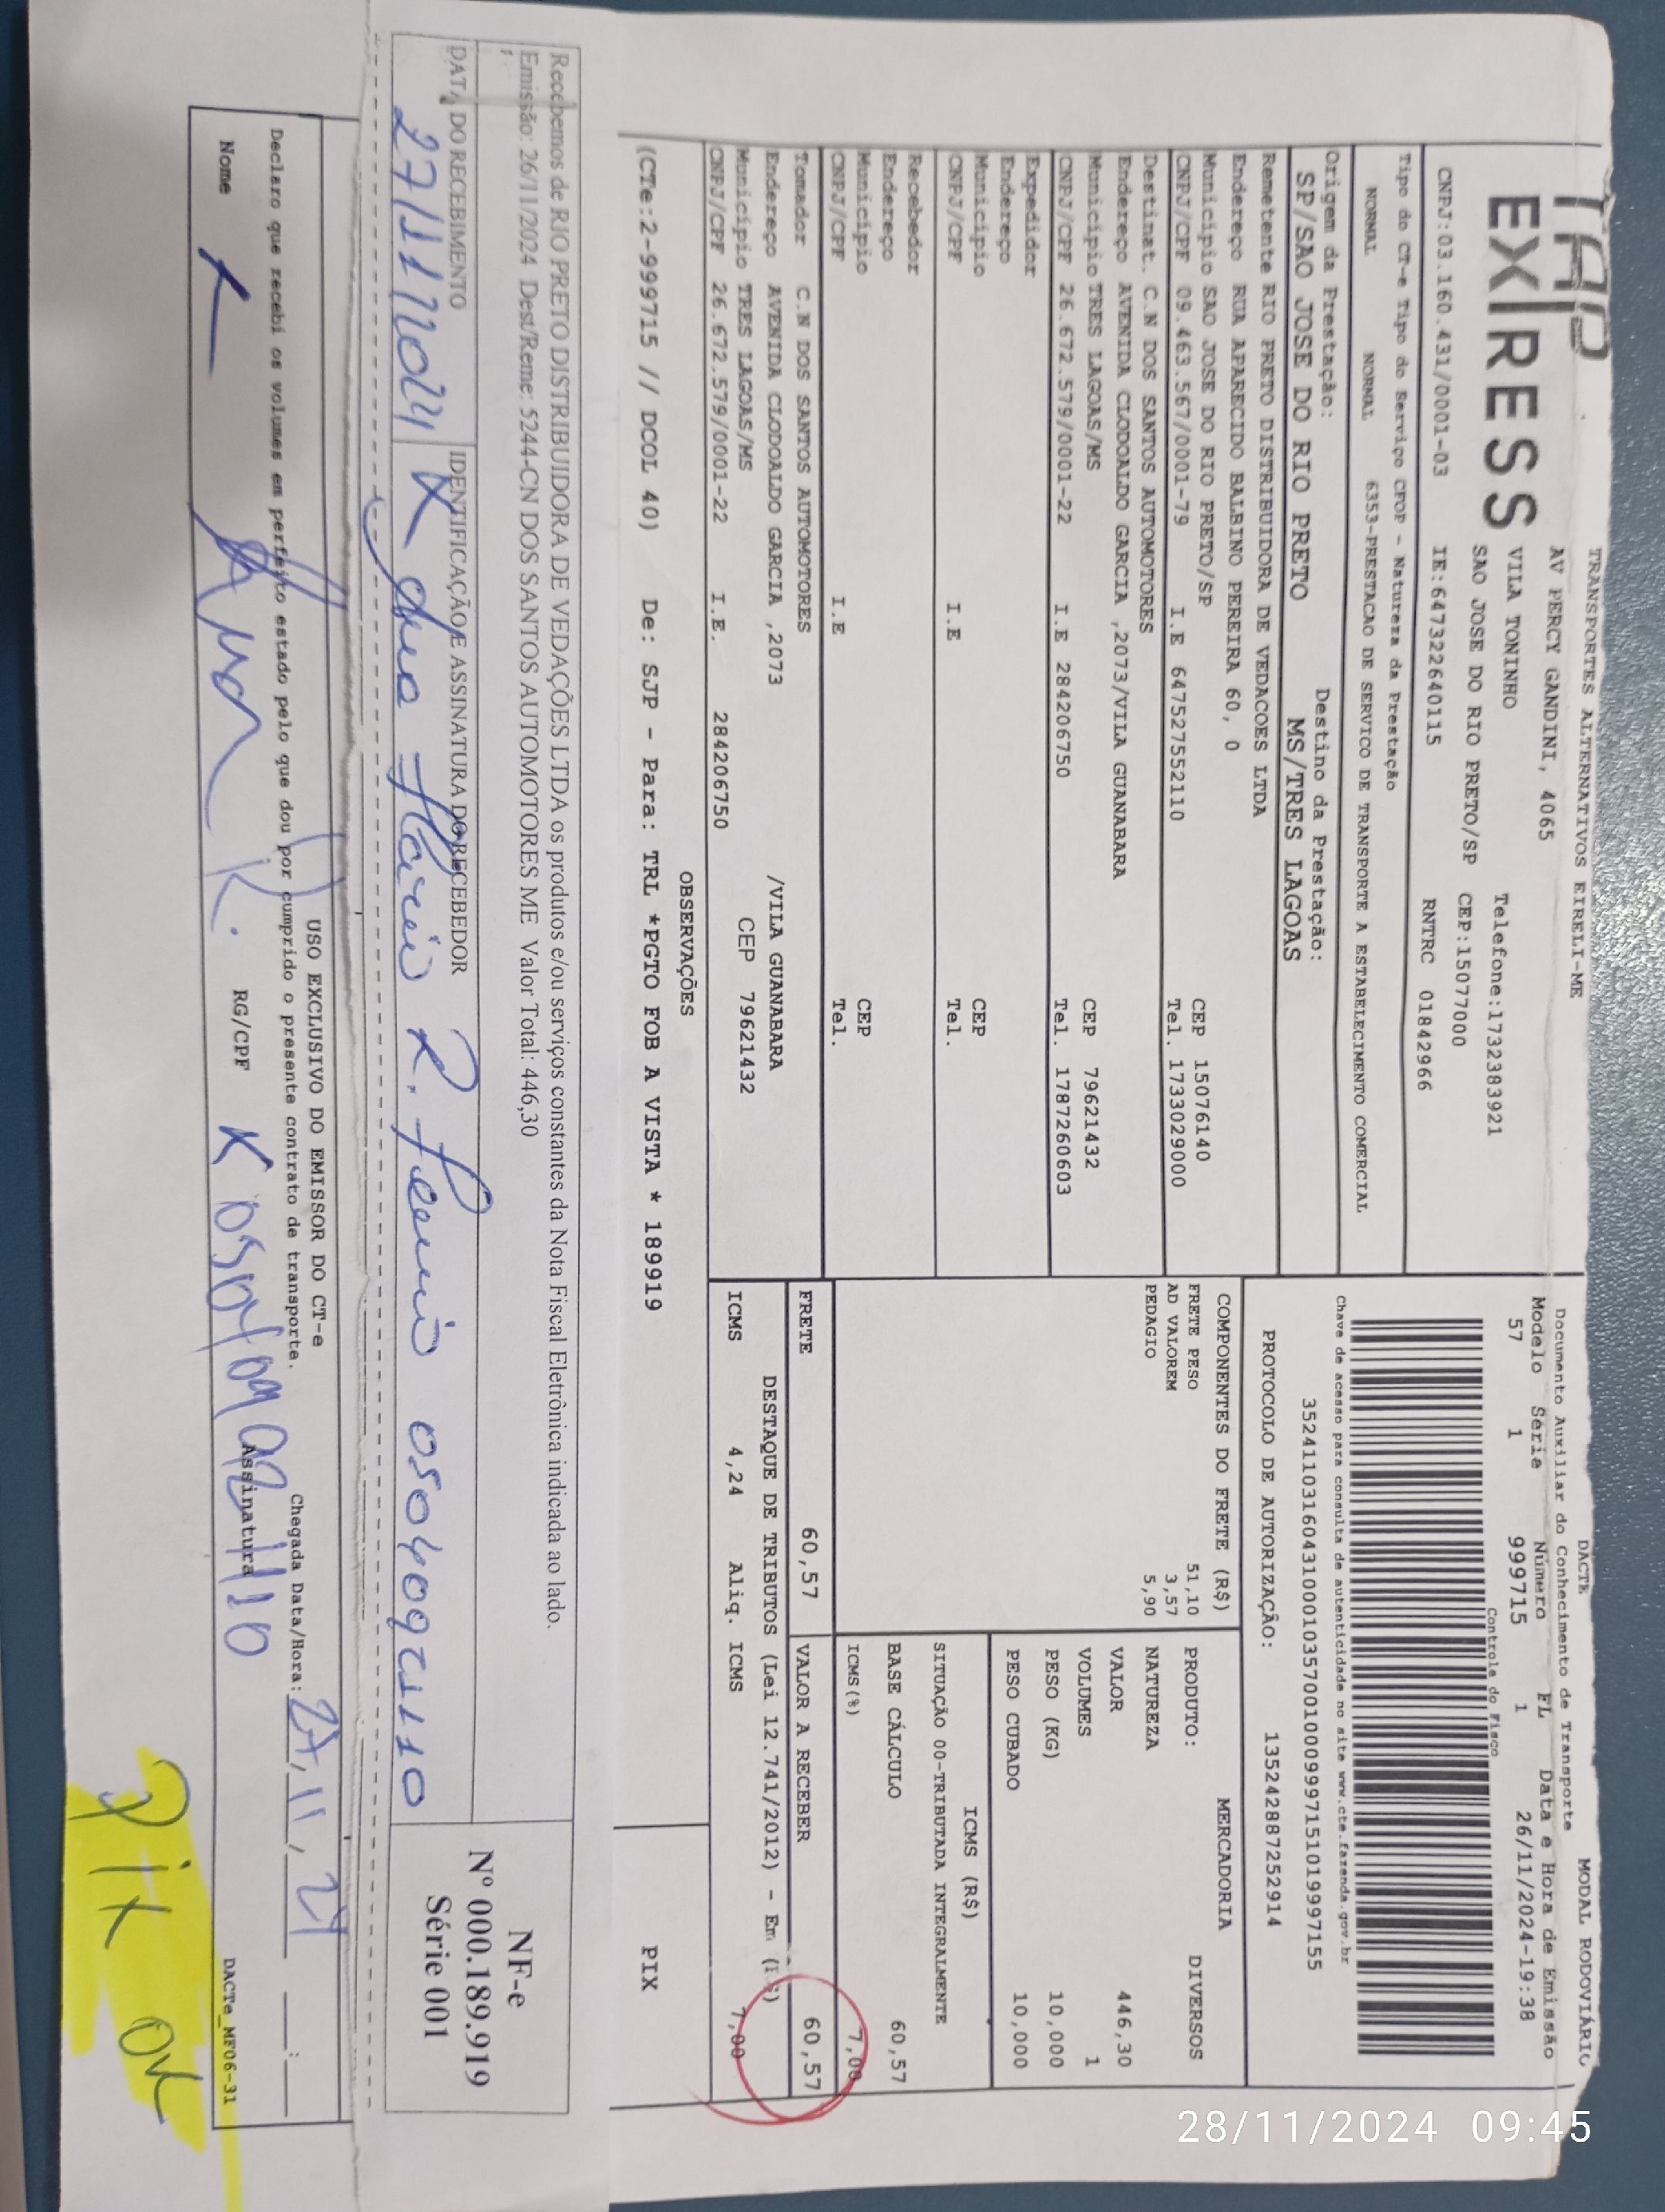 TAP
EXPRESS
TRANSPORTES ALTERNATIVOS EIRELI-ME
AV PERCY GANDINI, 4065
VILA TONINHO Telefone:1732383921
SAO JOSE DO RIO PRETO/SP CEP:15077000
CNPJ:03.160.431/0001-03 IE:647322640115 RNTRC 01842966
Tipo do CT-e Tipo do Serviço CFOP - Natureza da Prestação
NORMAL NORMAL 6353-PRESTACAO DE SERVICO DE TRANSPORTE A ESTABELECIMENTO COMERCIAL
Origem da Prestação: Destino da Prestação:
SP/SAO JOSE DO RIO PRETO MS/TRES LAGOAS
Remetente RIO PRETO DISTRIBUIDORA DE VEDACOES LTDA
Endereço RUA APARECIDO BALBINO PEREIRA 60, 0
Município SAO JOSE DO RIO PRETO/SP CEP 15076140
CNPJ/CPF 09.463.567/0001-79 I.E 647527552110 Tel. 1733029000
Destinat. C.N DOS SANTOS AUTOMOTORES
Endereço AVENIDA CLODOALDO GARCIA ,2073/VILA GUANABARA
Município TRES LAGOAS/MS CEP 79621432
CNPJ/CPF 26.672.579/0001-22 I.E 284206750 Tel. 1787260603
Expedidor
Endereço
Município CEP
CNPJ/CPF I.E Tel.
Recebedor
Endereço
Município CEP
CNPJ/CPF I.E Tel.
Tomador C.N DOS SANTOS AUTOMOTORES
Endereço AVENIDA CLODOALDO GARCIA ,2073 /VILA GUANABARA
Município TRES LAGOAS/MS CEP 79621432
CNPJ/CPF 26.672.579/0001-22 I.E. 284206750
DACTE MODAL RODOVIÁRIO
Documento Auxiliar do Conhecimento de Transporte
Modelo Série Número FL Data e Hora de Emissão
57 1 999715 1 26/11/2024-19:38
Controle do Fisco
Chave de acesso para consulta de autenticidade no site www.cte.fazenda.gov.br
35241103160431000103570010009997151019997155
PROTOCOLO DE AUTORIZAÇÃO: 135242887252914
COMPONENTES DO FRETE (R$)
FRETE PESO 51,10
AD VALOREM 3,57
PEDAGIO 5,90
MERCADORIA
PRODUTO: DIVERSOS
NATUREZA
VALOR 446,30
VOLUMES 1
PESO (KG) 10,000
PESO CUBADO 10,000
ICMS (R$)
SITUAÇÃO 00-TRIBUTADA INTEGRALMENTE
BASE CÁLCULO 60,57
ICMS(%) 7,00
FRETE 60,57 VALOR A RECEBER 60,57
DESTAQUE DE TRIBUTOS (Lei 12.741/2012) - Em (R$)
ICMS 4,24 Aliq. ICMS 7,00
OBSERVAÇÕES
(CTe:2-999715 // DCOL 40) De: SJP - Para: TRL *PGTO FOB A VISTA * 189919 PIX
Recebemos de RIO PRETO DISTRIBUIDORA DE VEDAÇÕES LTDA os produtos e/ou serviços constantes da Nota Fiscal Eletrônica indicada ao lado.
Emissão: 26/11/2024 Dest/Reme: 5244-CN DOS SANTOS AUTOMOTORES ME Valor Total: 446,30
DATA DO RECEBIMENTO IDENTIFICAÇÃO E ASSINATURA DO RECEBEDOR
27/11/2024 05040992110
NF-e
Nº 000.189.919
Série 001
USO EXCLUSIVO DO EMISSOR DO CT-e
Declaro que recebi os volumes em perfeito estado pelo que dou por cumprido o presente contrato de transporte. Chegada Data/Hora: 27/11/24 :
Nome RG/CPF Assinatura
05040992110
DACTe_MF06-31
Pix OK
28/11/2024 09:45